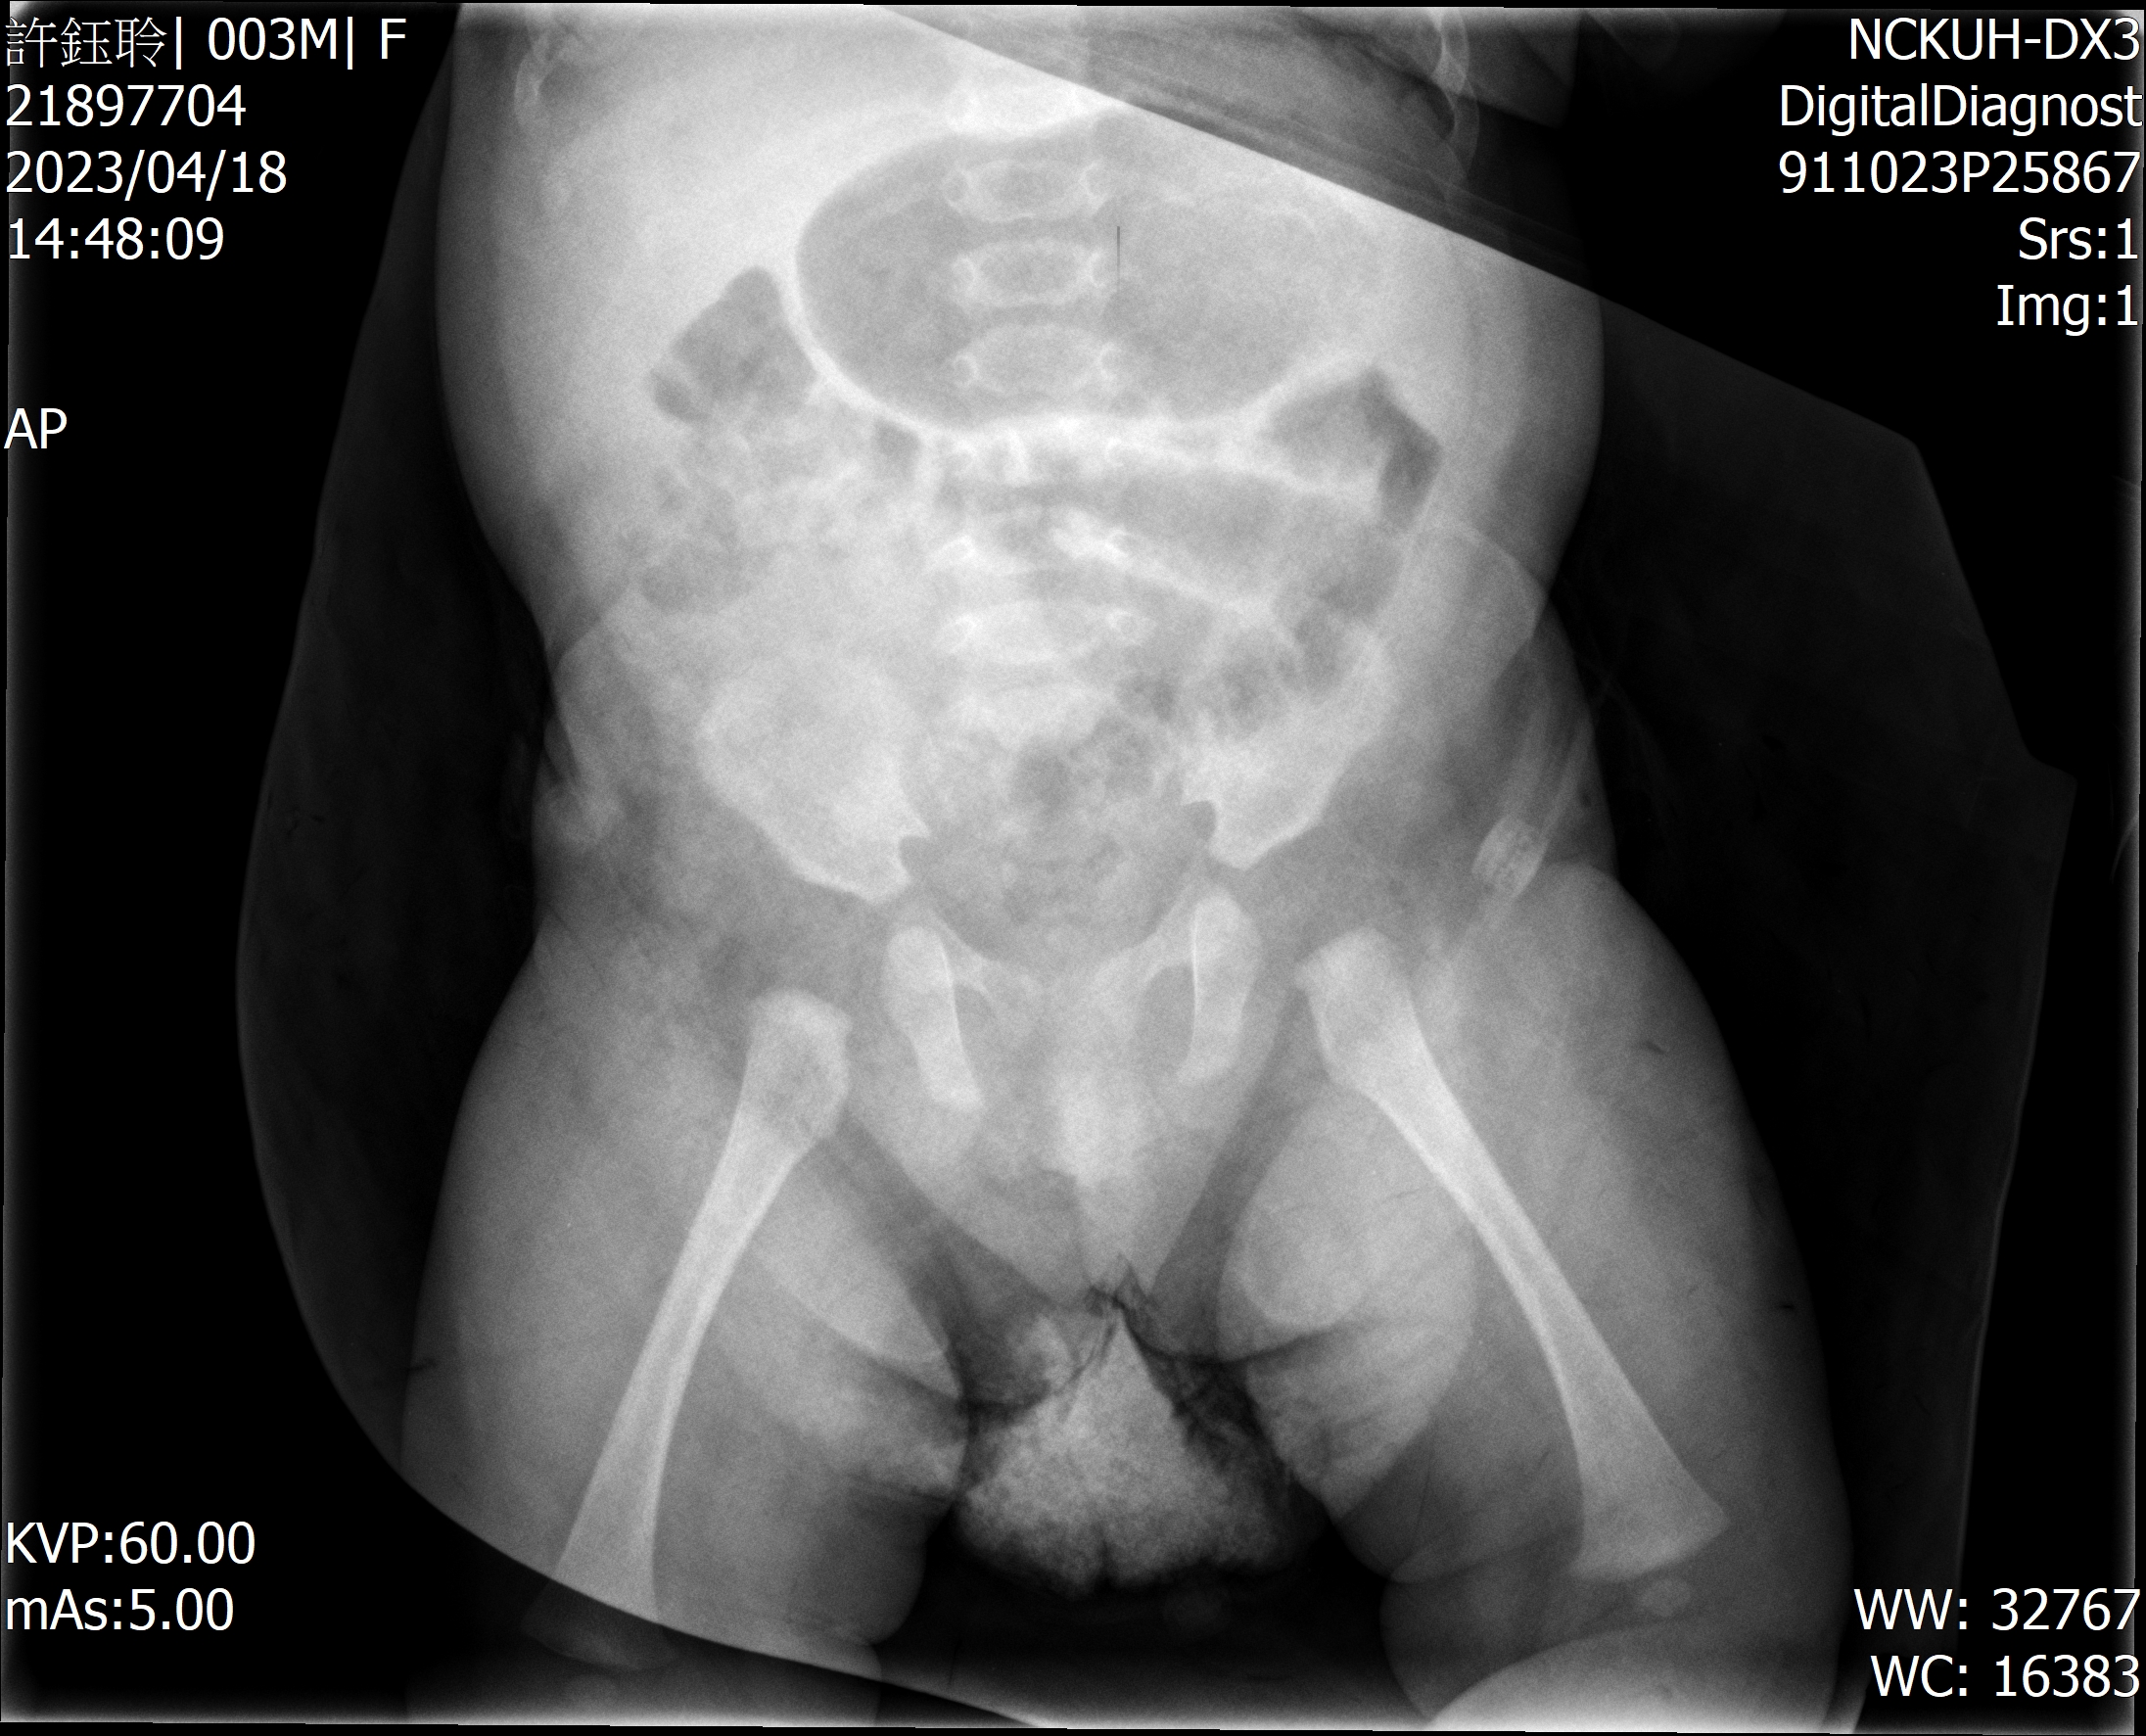 許鈺聆| 003M| F
21897704
2023/04/18
14:48:09
AP
KVP:60.00
mAs:5.00
NCKUH-DX3
DigitalDiagnost
911023P25867
Srs:1
Img:1
WW: 32767
WC: 16383